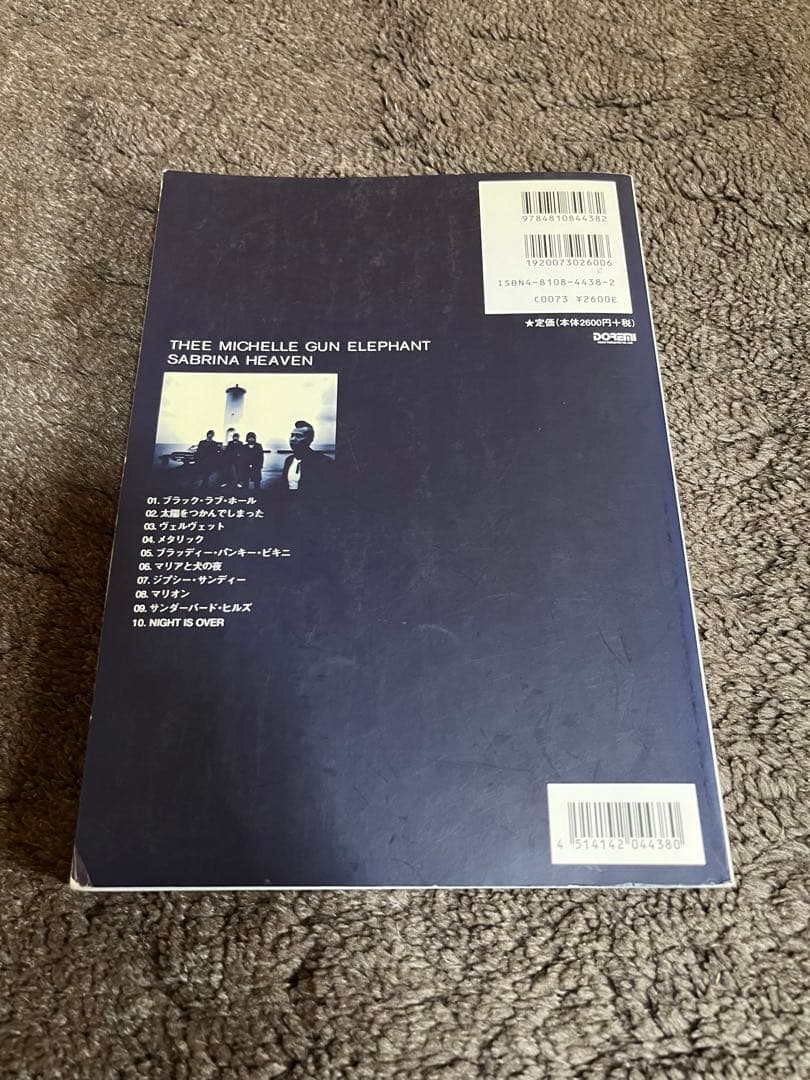 9784810844382
1920073026006
ISBN4-8108-4438-2
C0073 ¥2600E
★定価(本体2600円+税)
DOREMI
THEE MICHELLE GUN ELEPHANT
SABRINA HEAVEN
01. ブラック・ラブ・ホール
02. 太陽をつかんでしまった
03. ヴェルヴェット
04. メタリック
05. ブラッディー・パンキー・ビキニ
06. マリアと犬の夜
07. ジプシー・サンディー
08. マリオン
09. サンダーバード・ヒルズ
10. NIGHT IS OVER
4 514142 044380